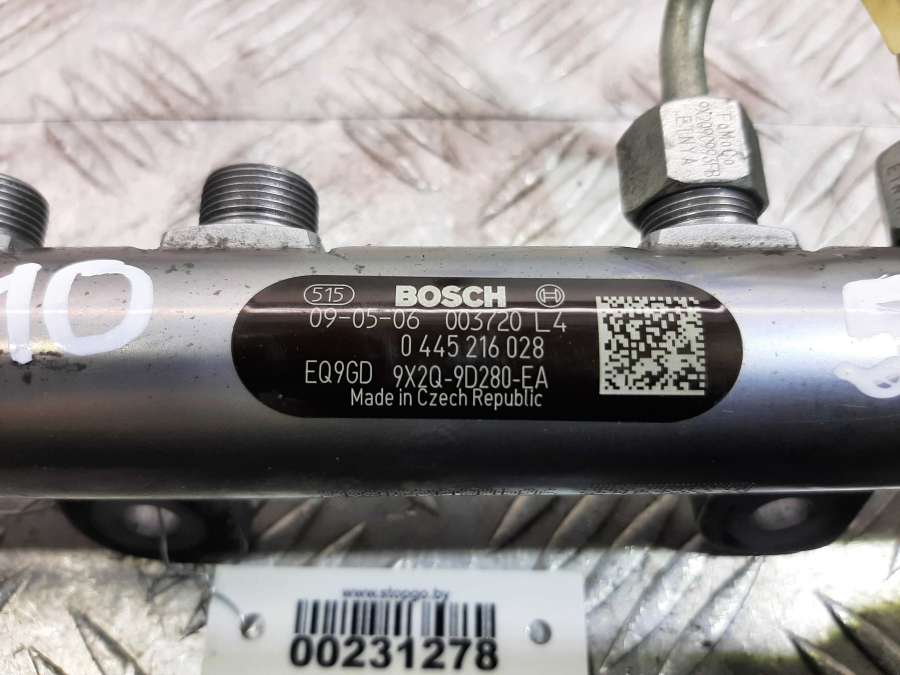 FoMoCo
10
515 BOSCH
09-05-06 003720 L4
0 445 216 028
EQ9GD 9X2Q-9D280-EA
Made in Czech Republic
www.stopgo.by
00231278